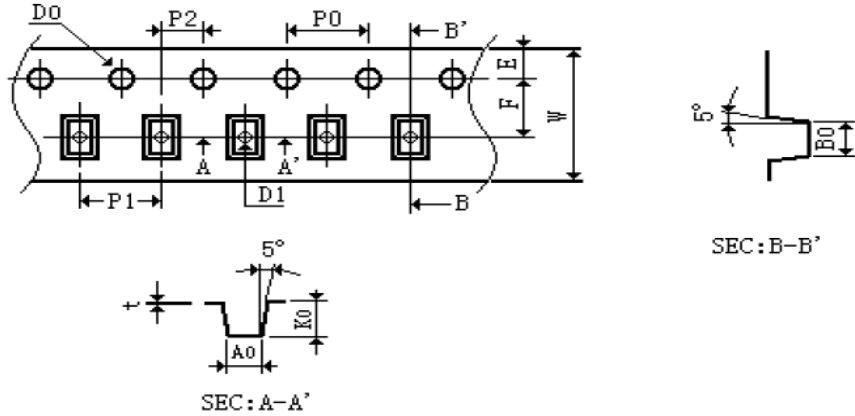 D0
P2
P0
B'
E
F
W
A
A'
P1
D1
B
5°
B0
SEC:B-B'
5°
t
K0
A0
SEC:A-A'